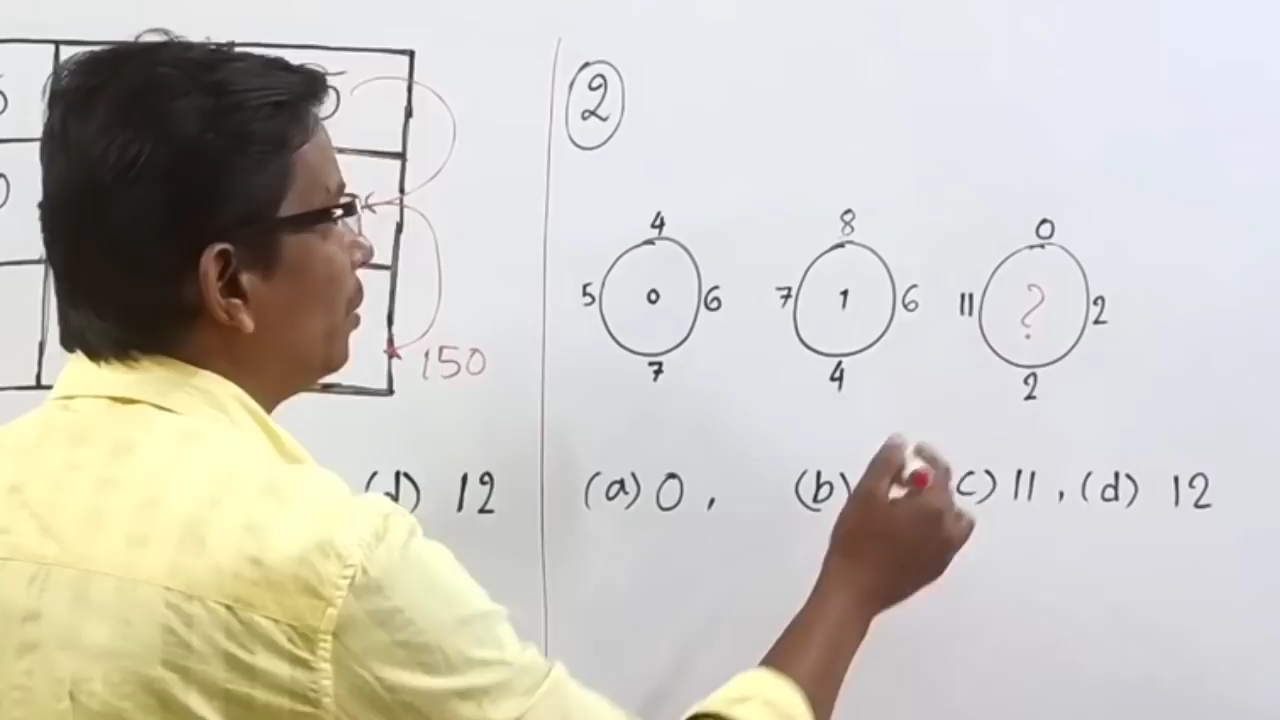 2
4 8 0
5 0 6 7 1 6 11 ? 2
7 4 2
150
(d) 12
(a) 0, (b) c) 11, (d) 12